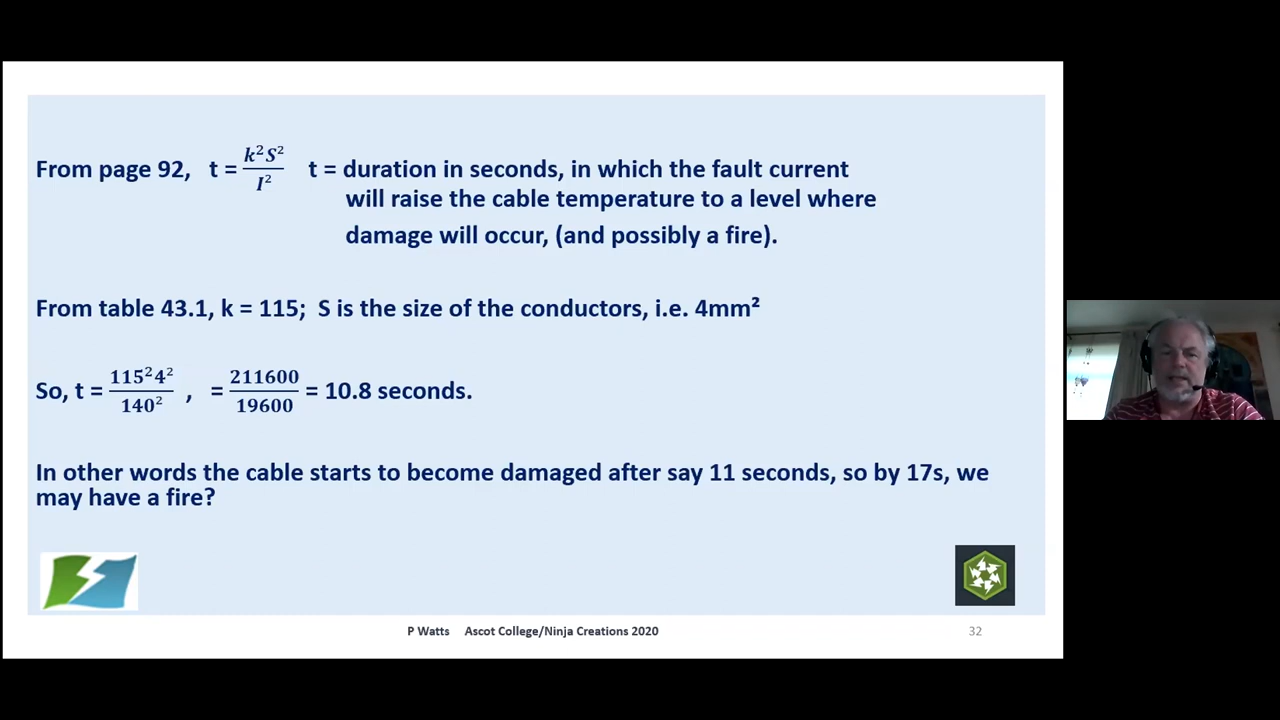 From page 92, t = k²S²/I² t = duration in seconds, in which the fault current
will raise the cable temperature to a level where
damage will occur, (and possibly a fire).
From table 43.1, k = 115; S is the size of the conductors, i.e. 4mm²
So, t = 115²4²/140² , = 211600/19600 = 10.8 seconds.
In other words the cable starts to become damaged after say 11 seconds, so by 17s, we
may have a fire?
P Watts Ascot College/Ninja Creations 2020 32